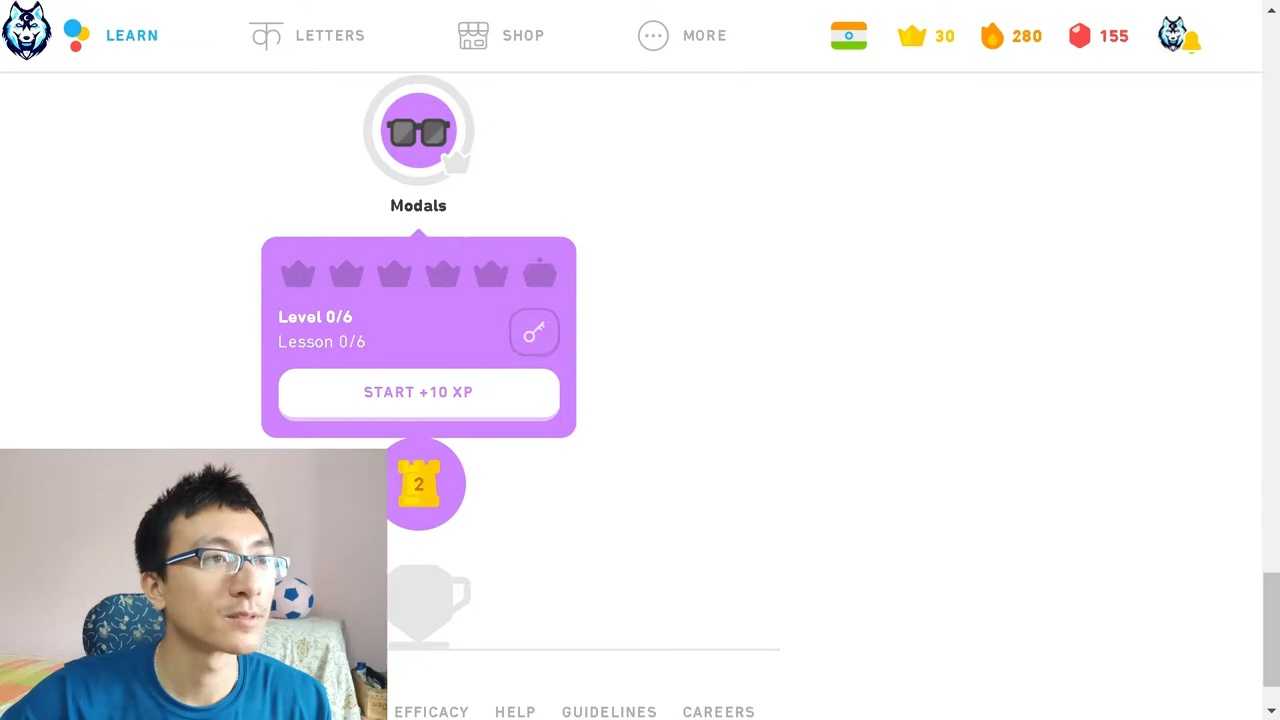 LEARN
क LETTERS
SHOP
MORE
30
280
155
Modals
Level 0/6
Lesson 0/6
START +10 XP
2
EFFICACY HELP GUIDELINES CAREERS